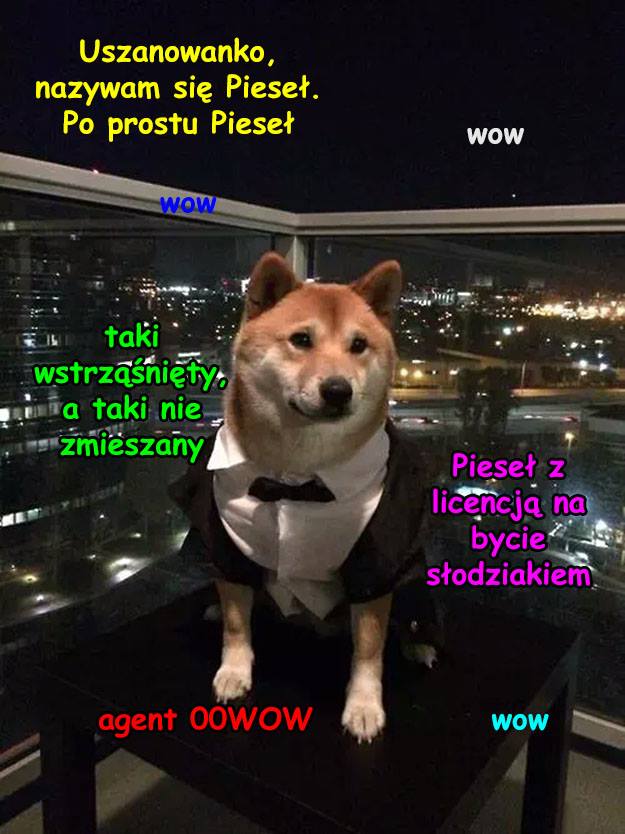 Uszanowanko,
nazywam się Pieseł.
Po prostu Pieseł
wow
wow
taki
wstrząśnięty,
a taki nie
zmieszany
Pieseł z
licencją na
bycie
słodziakiem
agent 00WOW
wow